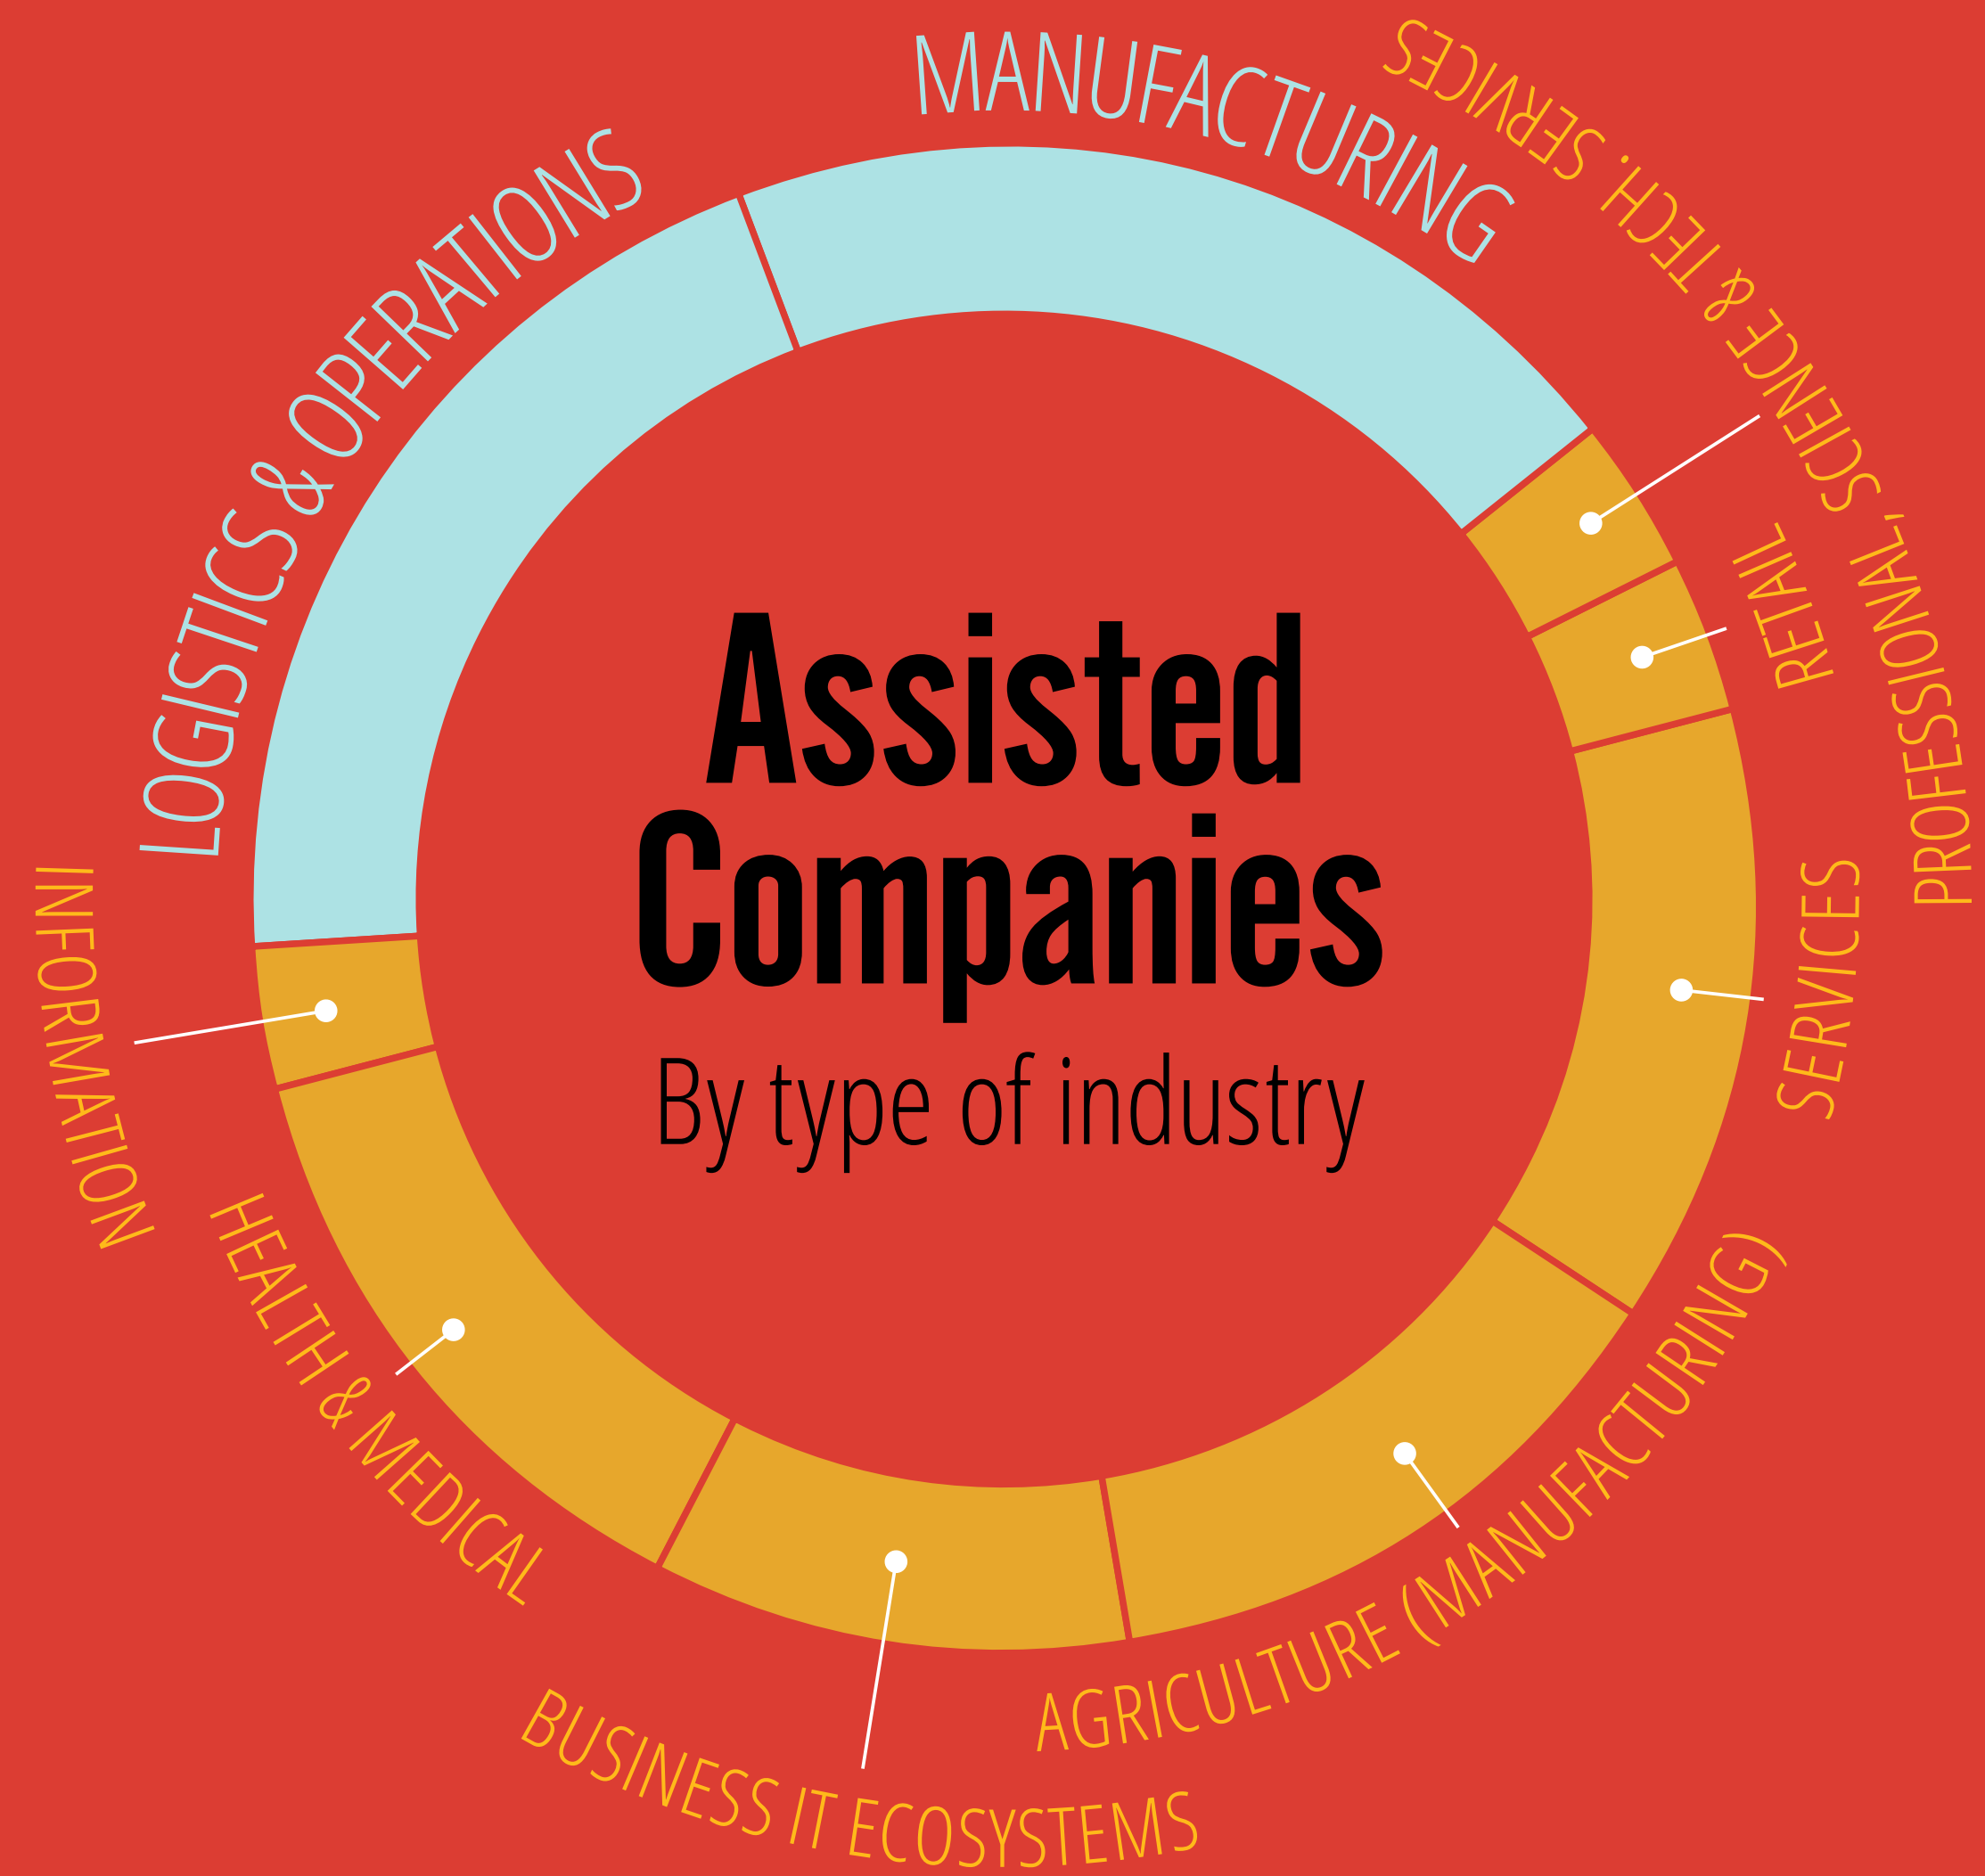 Assisted
Companies
By type of industry
MANUFACTURING
PROFESSIONAL, SCIENCE & TECH. SERVICES
RETAIL
SERVICES
AGRICULTURE (MANUFACTURING)
BUSINESS IT ECOSYSTEMS
HEALTH & MEDICAL
INFORMATION
LOGISTICS & OPERATIONS